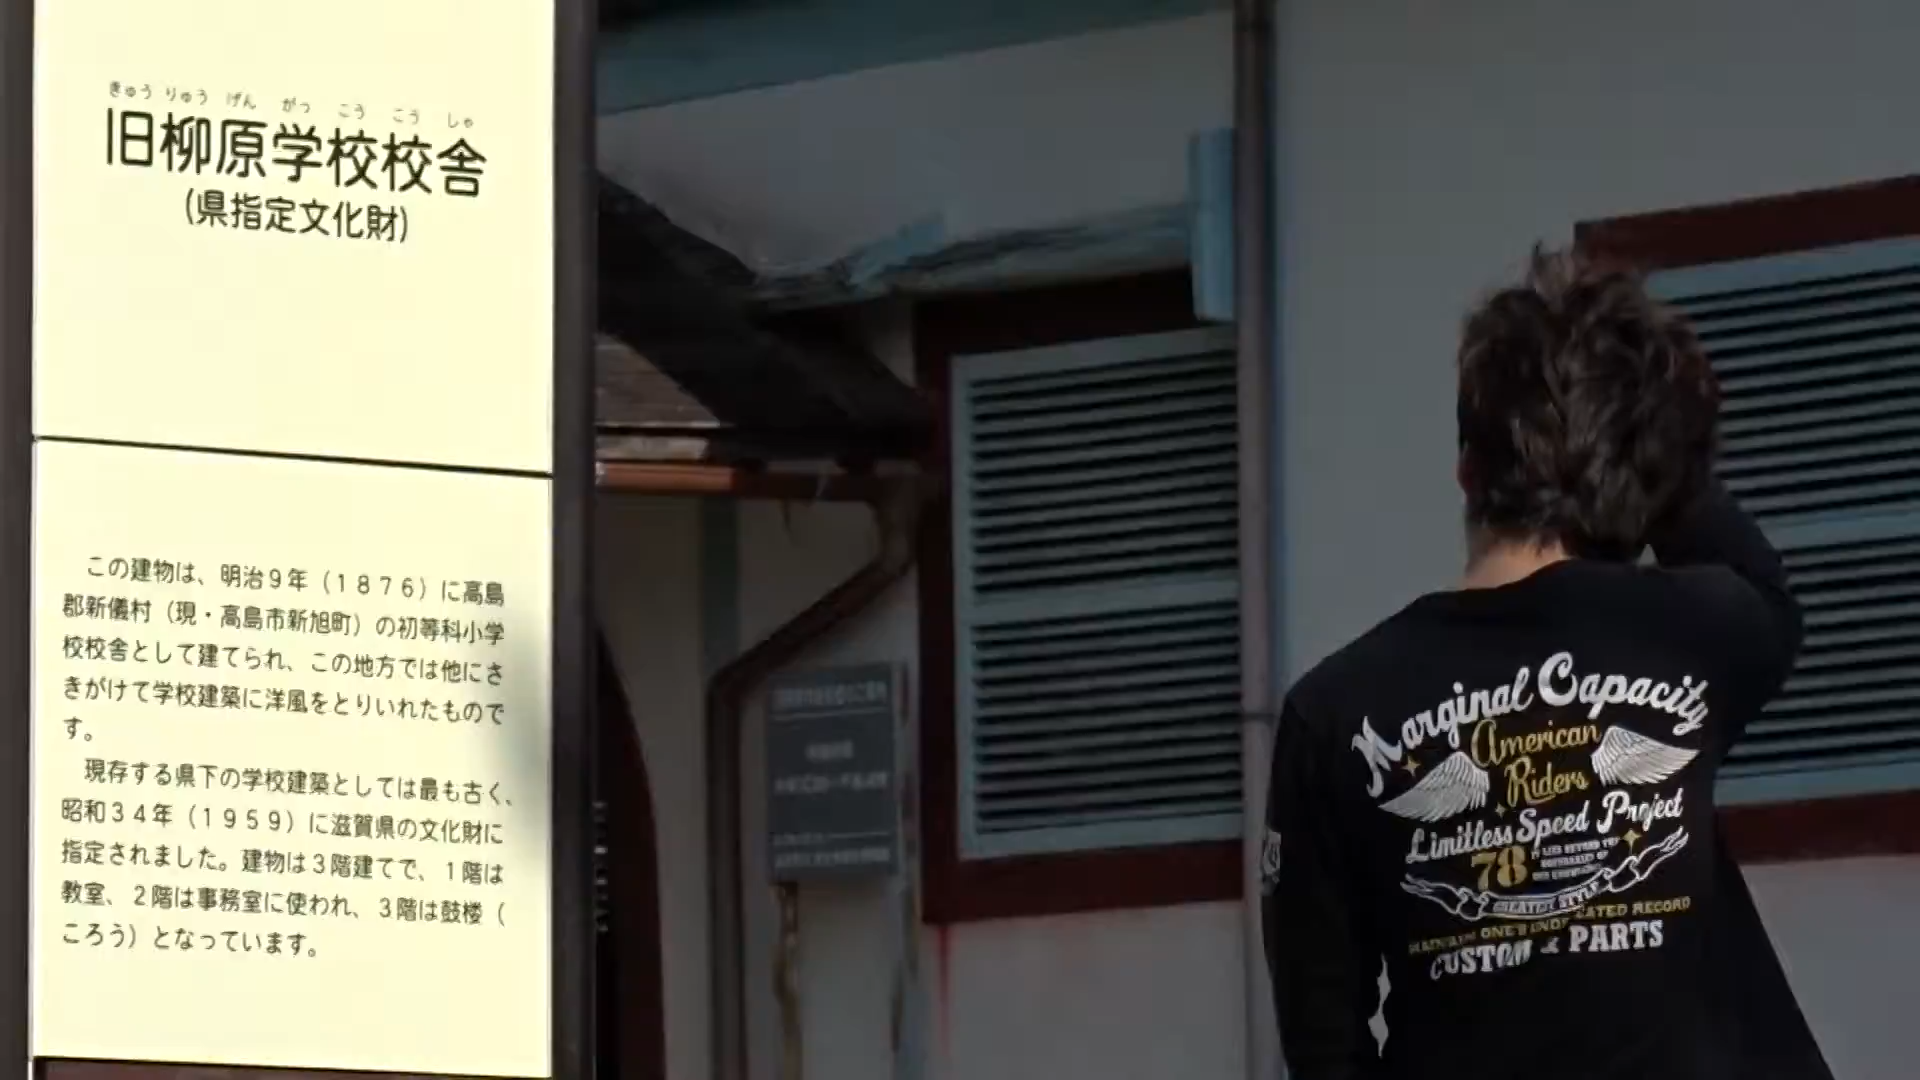 きゅう りゅう げん がっ こう こう しゃ
旧柳原学校校舎
(県指定文化財)
この建物は、明治9年（1876）に高島
郡新儀村（現・高島市新旭町）の初等科小学
校校舎として建てられ、この地方では他にさ
きがけて学校建築に洋風をとりいれたもので
す。
現存する県下の学校建築としては最も古く、
昭和34年（1959）に滋賀県の文化財に
指定されました。建物は3階建てで、1階は
教室、2階は事務室に使われ、3階は鼓楼（
ころう）となっています。
Marginal Capacity
American
Riders
Limitless Speed Project
78
GREATEST STYLE
RATED RECORD
CUSTOM & PARTS